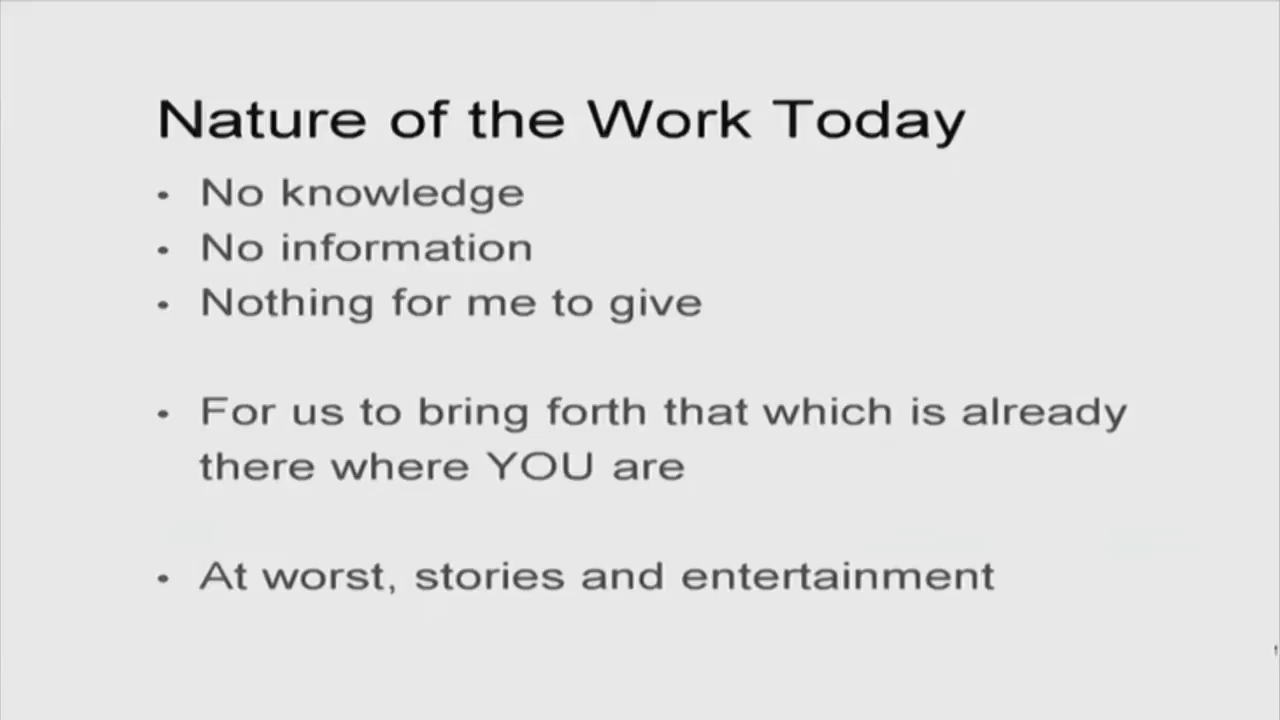 Nature of the Work Today
• No knowledge
• No information
• Nothing for me to give
• For us to bring forth that which is already
there where YOU are
• At worst, stories and entertainment